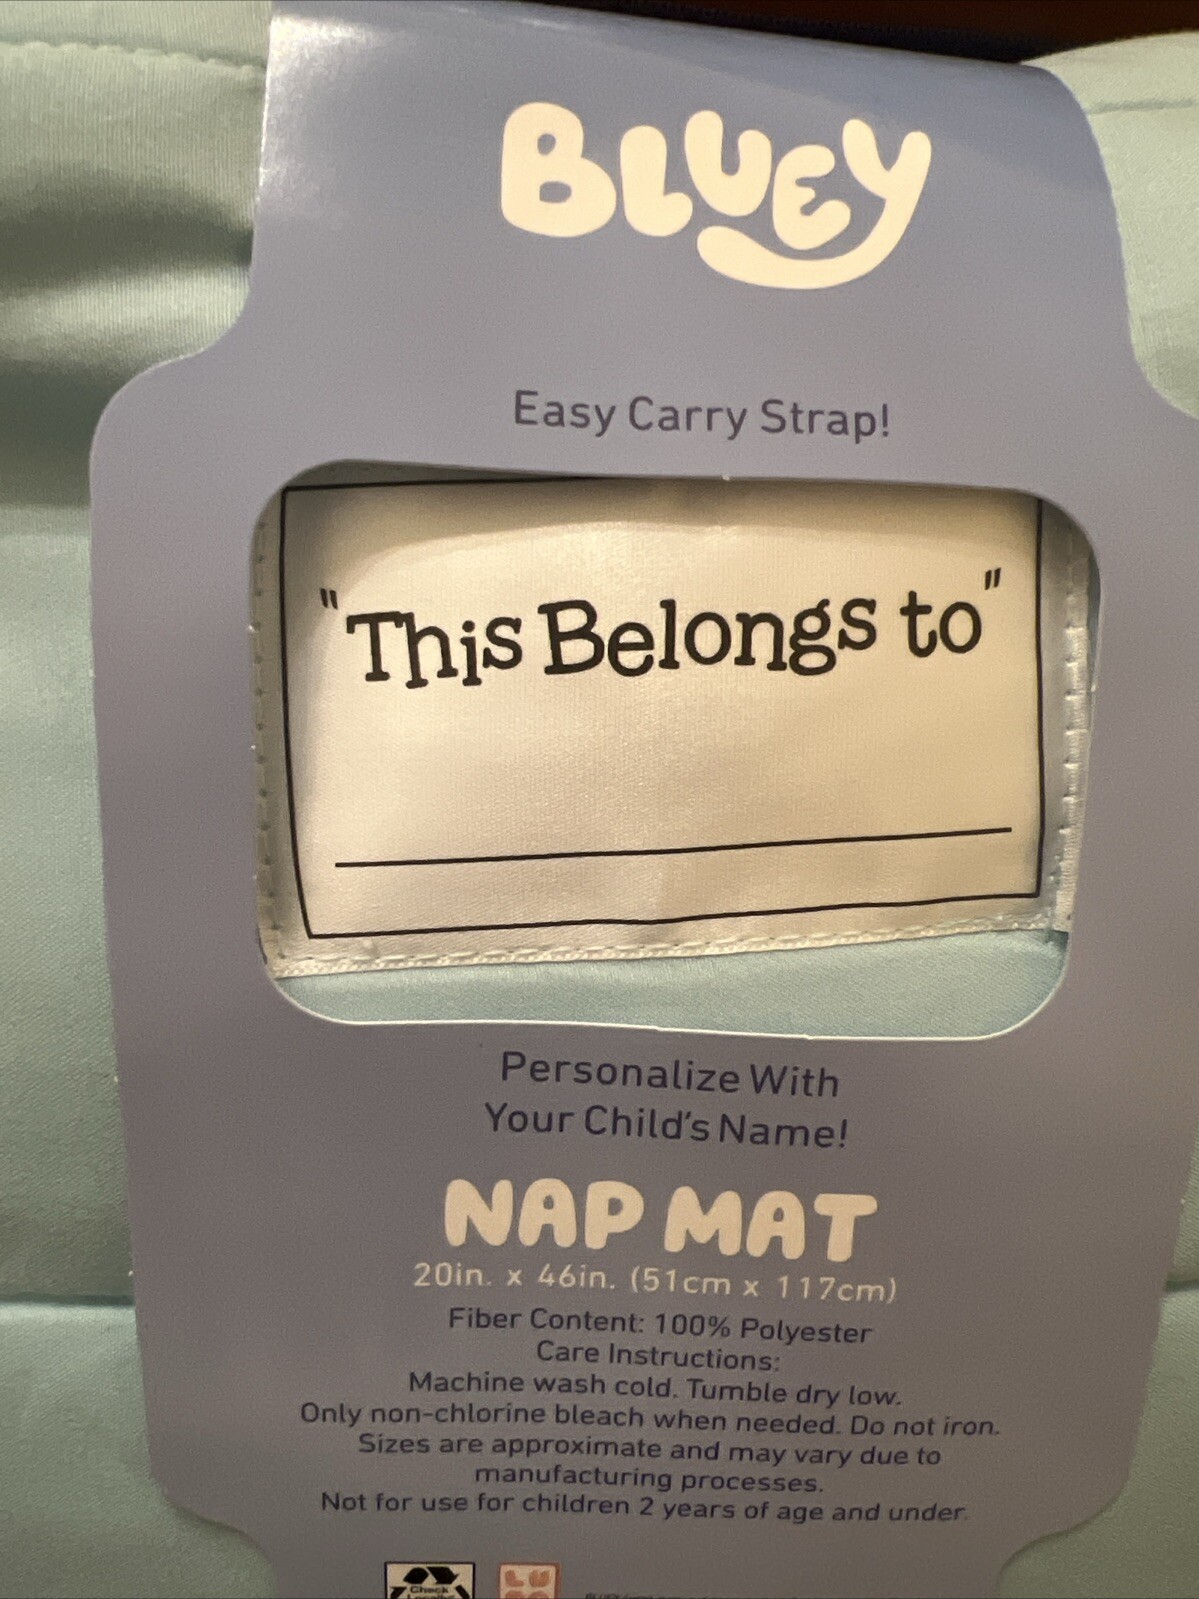 BLUEY
Easy Carry Strap!
"This Belongs to"
Personalize With
Your Child's Name!
NAP MAT
20in. x 46in. (51cm x 117cm)
Fiber Content: 100% Polyester
Care Instructions:
Machine wash cold. Tumble dry low.
Only non-chlorine bleach when needed. Do not iron.
Sizes are approximate and may vary due to
manufacturing processes.
Not for use for children 2 years of age and under.
Check